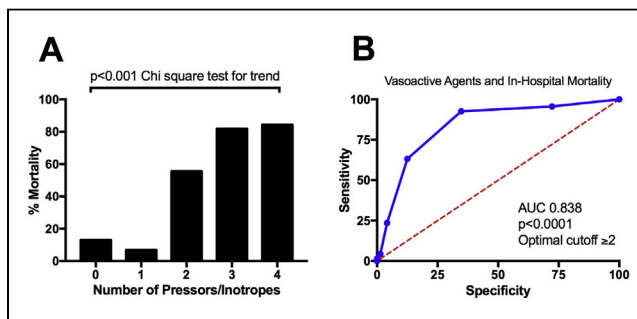 A
p<0.001 Chi square test for trend
% Mortality
100
80
60
40
20
0
0 1 2 3 4
Number of Pressors/Inotropes
B
Vasoactive Agents and In-Hospital Mortality
Sensitivity
100
75
50
25
0
AUC 0.838
p<0.0001
Optimal cutoff ≥2
0 25 50 75 100
Specificity